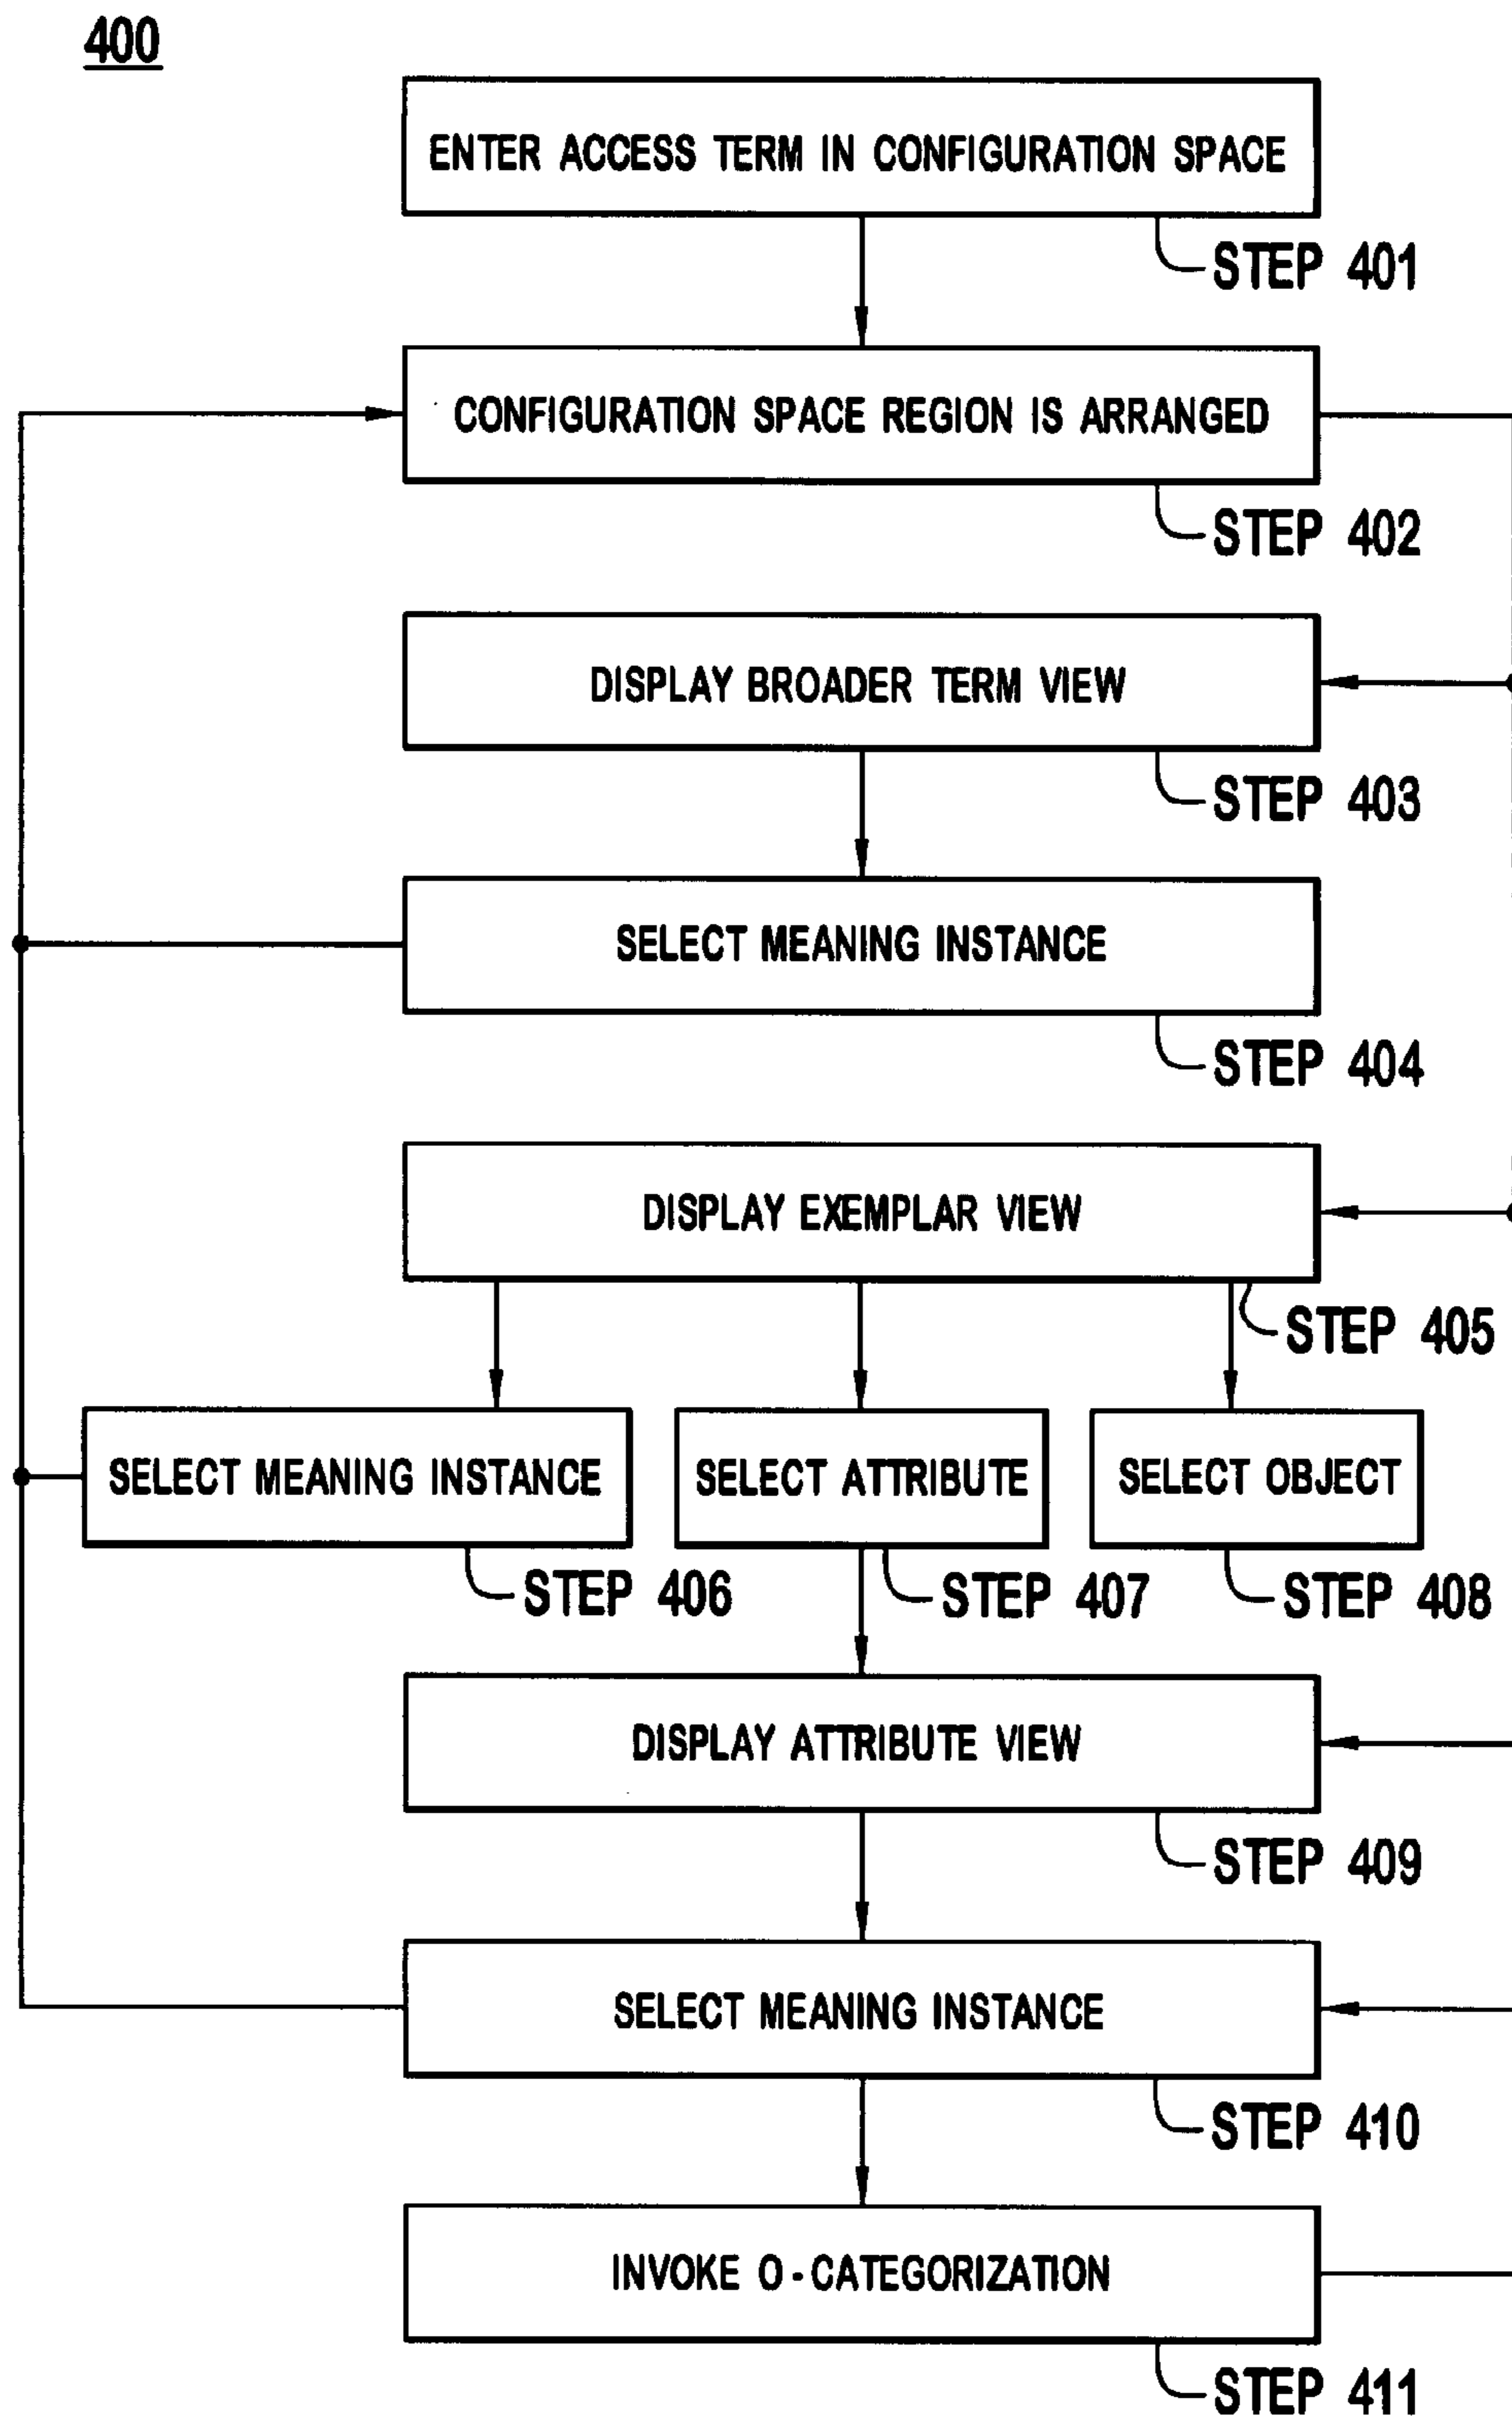 400
ENTER ACCESS TERM IN CONFIGURATION SPACE
STEP 401
CONFIGURATION SPACE REGION IS ARRANGED
STEP 402
DISPLAY BROADER TERM VIEW
STEP 403
SELECT MEANING INSTANCE
STEP 404
DISPLAY EXEMPLAR VIEW
STEP 405
SELECT MEANING INSTANCE
SELECT ATTRIBUTE
SELECT OBJECT
STEP 406
STEP 407
STEP 408
DISPLAY ATTRIBUTE VIEW
STEP 409
SELECT MEANING INSTANCE
STEP 410
INVOKE O-CATEGORIZATION
STEP 411